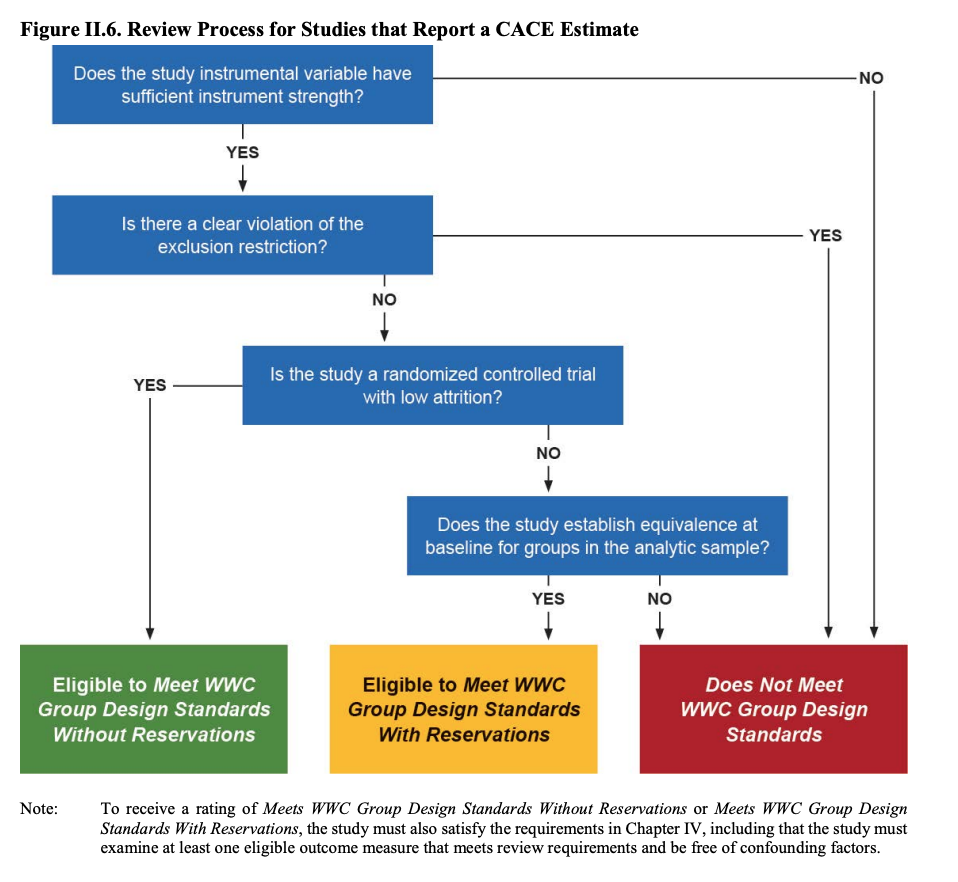 Figure II.6. Review Process for Studies that Report a CACE Estimate
Does the study instrumental variable have
sufficient instrument strength?
NO
YES
Is there a clear violation of the
exclusion restriction?
YES
NO
Is the study a randomized controlled trial
with low attrition?
YES
NO
Does the study establish equivalence at
baseline for groups in the analytic sample?
YES
NO
Eligible to Meet WWC
Group Design Standards
Without Reservations
Eligible to Meet WWC
Group Design Standards
With Reservations
Does Not Meet
WWC Group Design
Standards
Note: To receive a rating of Meets WWC Group Design Standards Without Reservations or Meets WWC Group Design
Standards With Reservations, the study must also satisfy the requirements in Chapter IV, including that the study must
examine at least one eligible outcome measure that meets review requirements and be free of confounding factors.